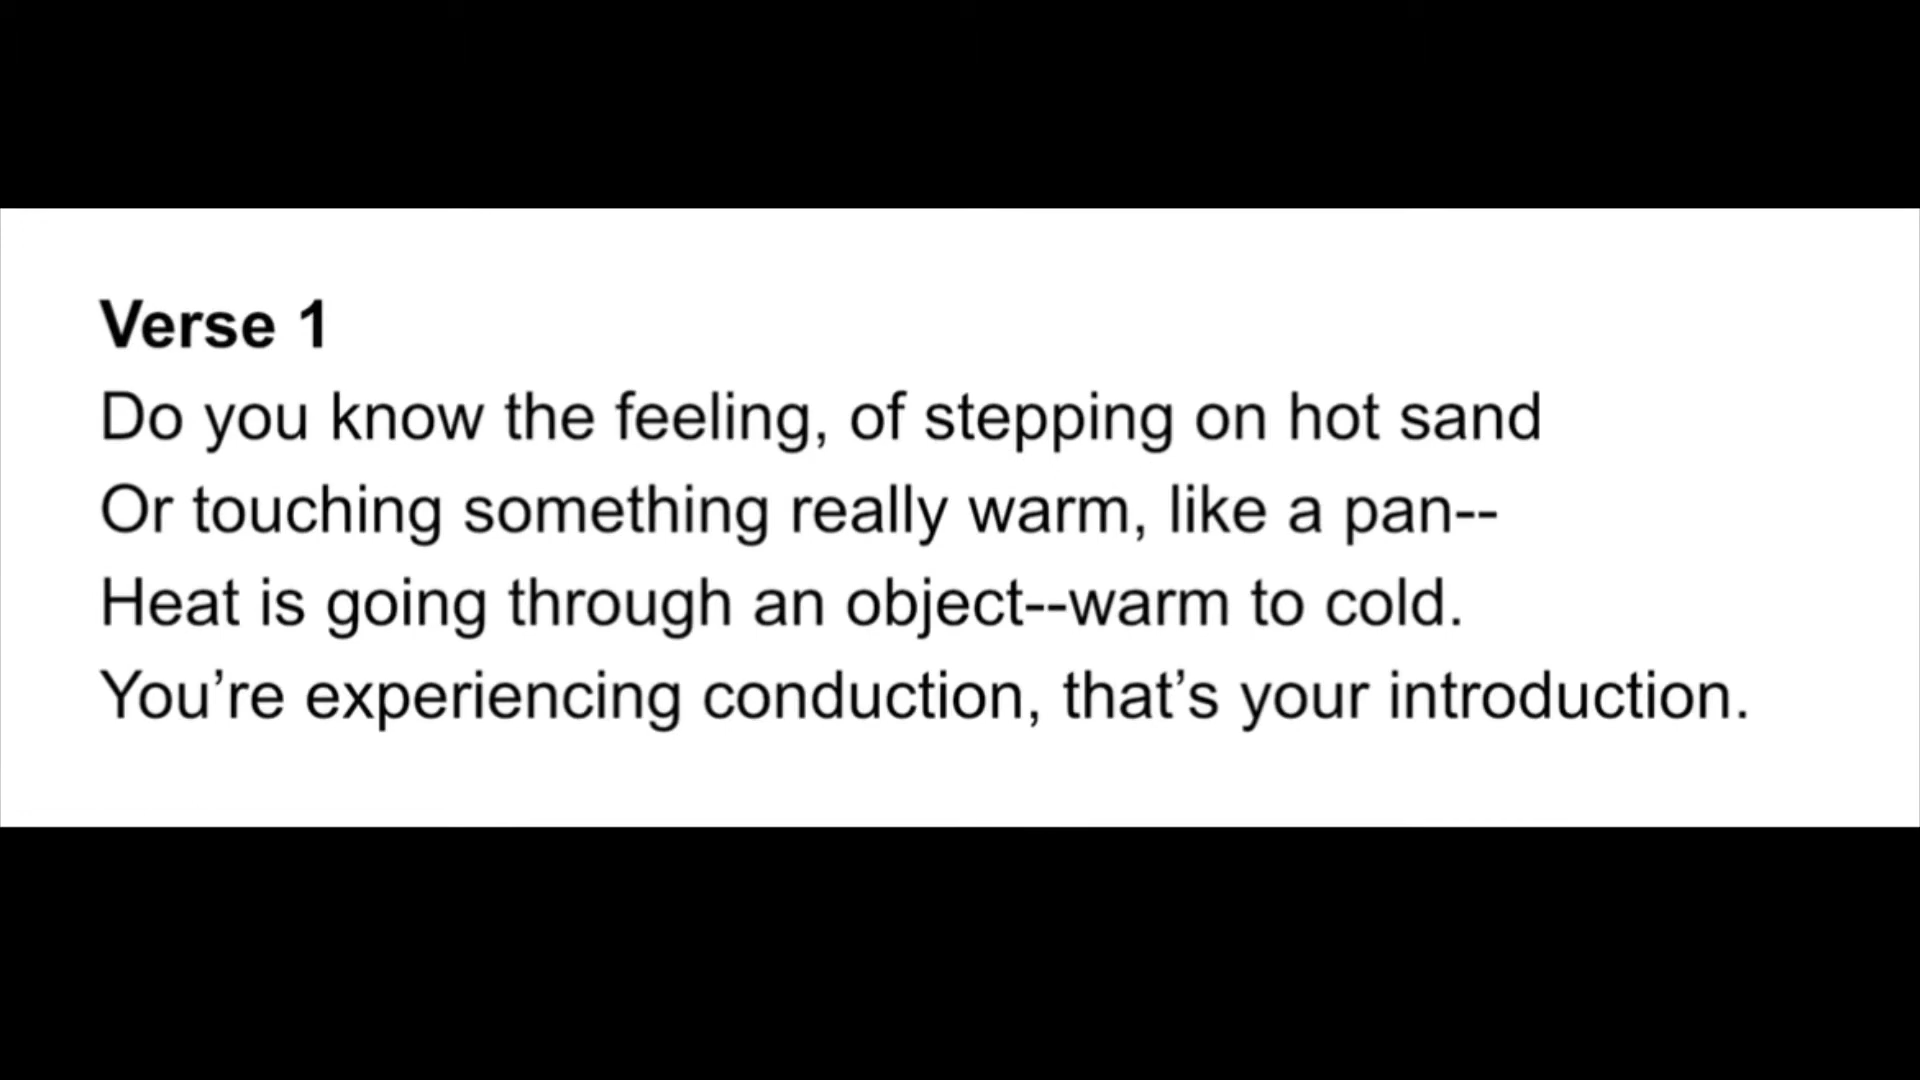 Verse 1
Do you know the feeling, of stepping on hot sand
Or touching something really warm, like a pan--
Heat is going through an object--warm to cold.
You’re experiencing conduction, that’s your introduction.